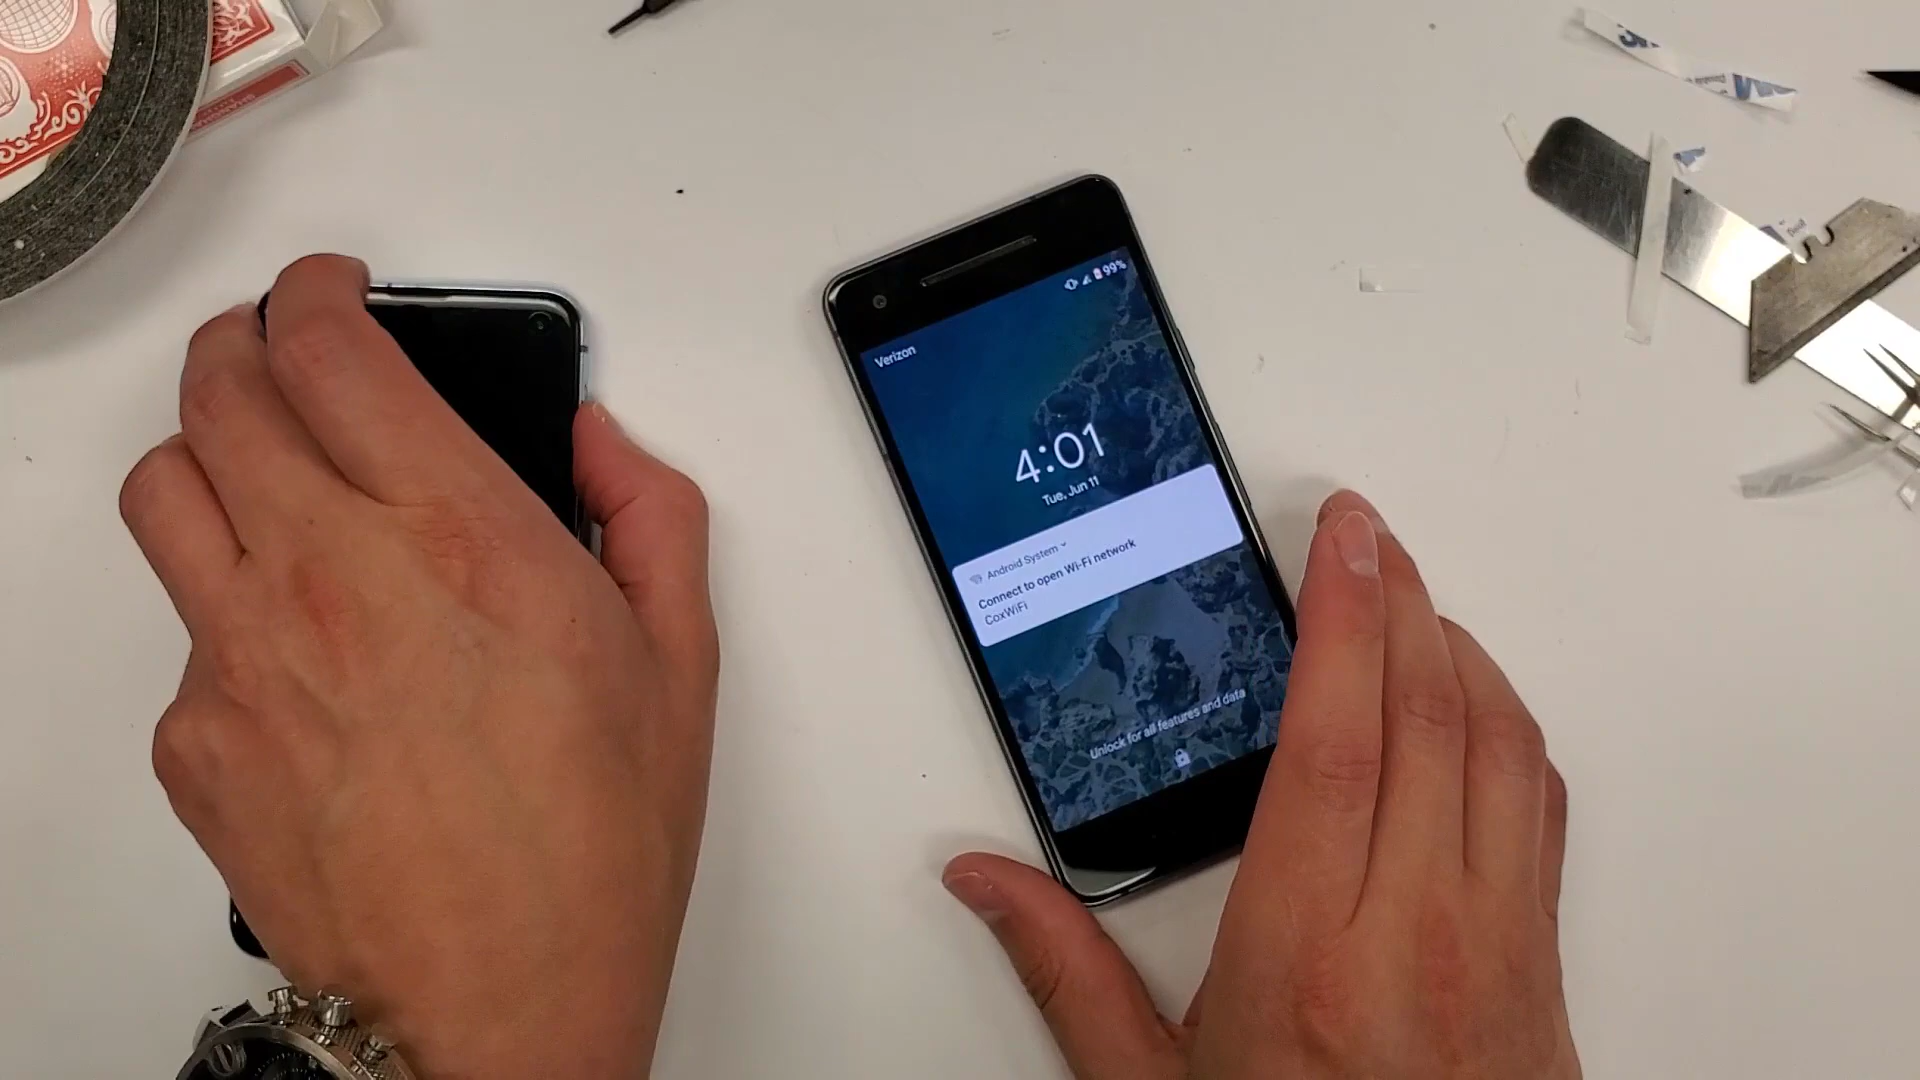 99%
Verizon
4:01
Tue, Jun 11
Android System
Connect to open Wi-Fi network
CoxWiFi
Unlock for all features and data